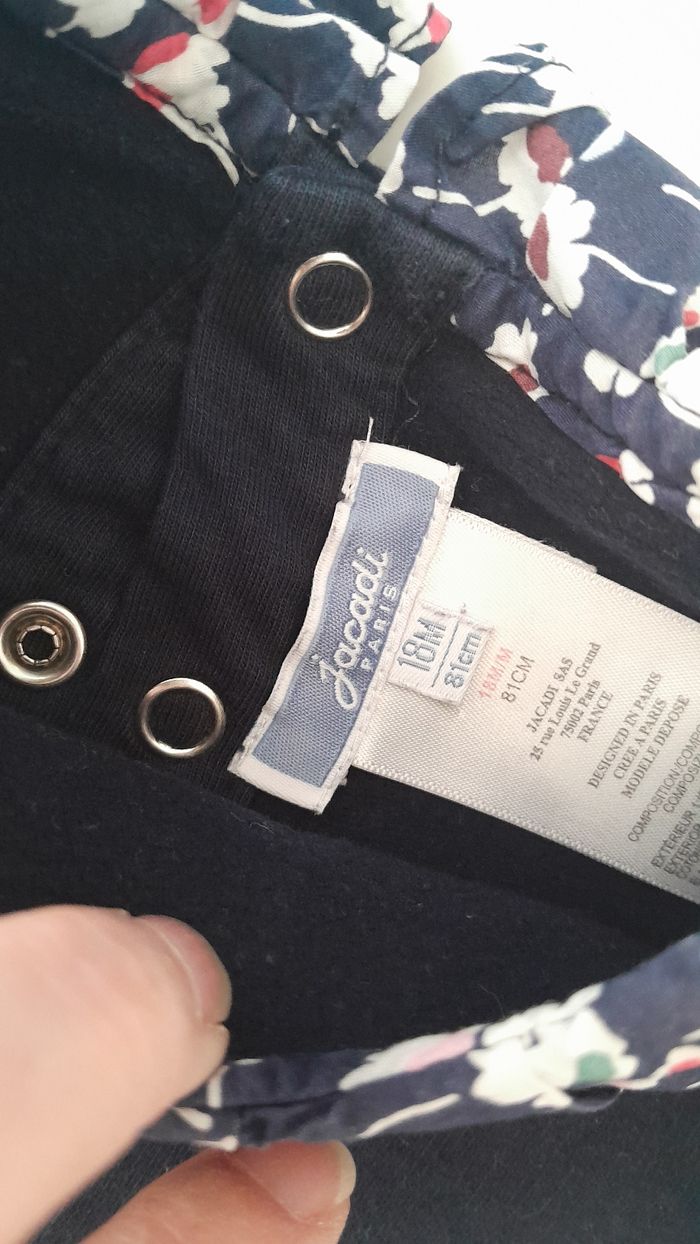 Jacadi
PARIS
18M
81cm
18M/M
81CM
JACADI SAS
25 rue Louis Le Grand
75002 Paris
FRANCE
DESIGNED IN PARIS
CREE A PARIS
MODELE DEPOSE